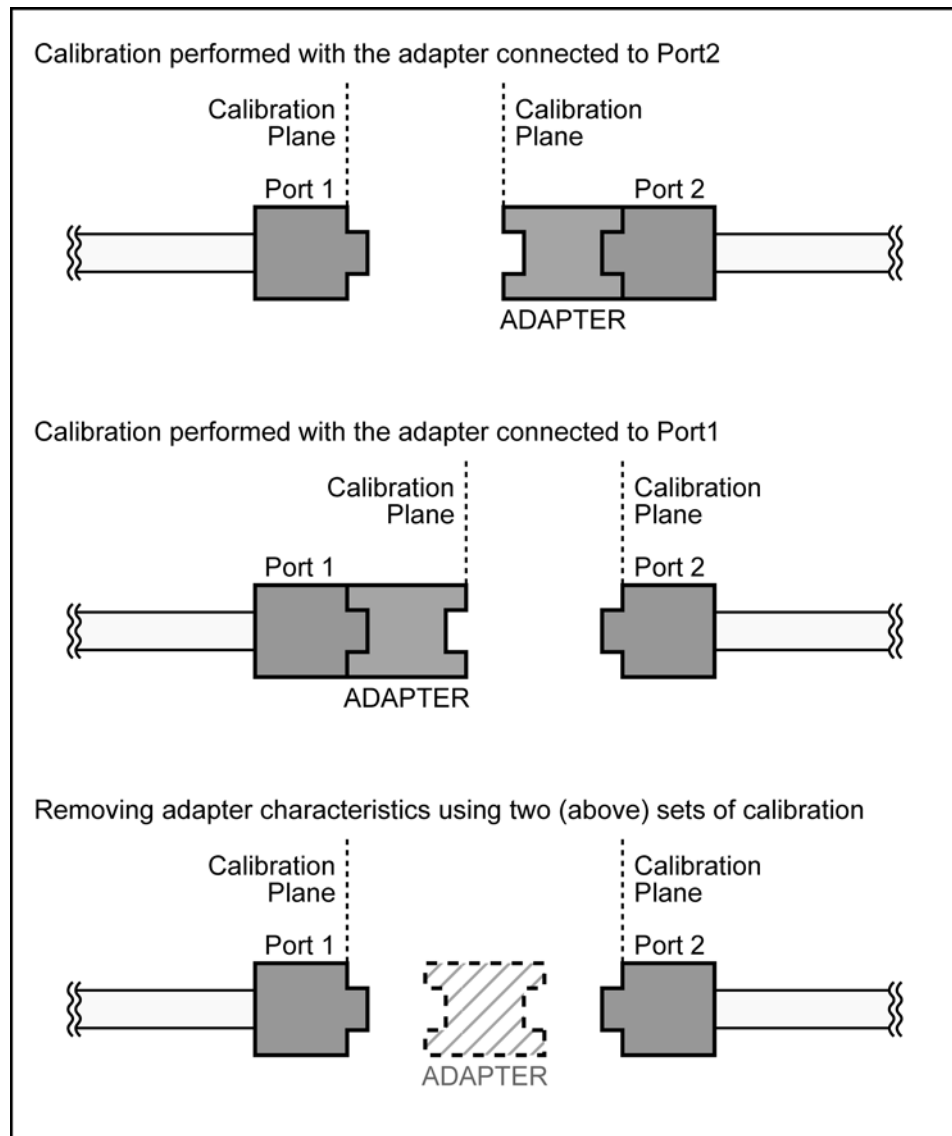 Calibration performed with the adapter connected to Port2
Calibration
Plane
Calibration
Plane
Port 1
Port 2
ADAPTER
Calibration performed with the adapter connected to Port1
Calibration
Plane
Calibration
Plane
Port 1
Port 2
ADAPTER
Removing adapter characteristics using two (above) sets of calibration
Calibration
Plane
Calibration
Plane
Port 1
Port 2
ADAPTER